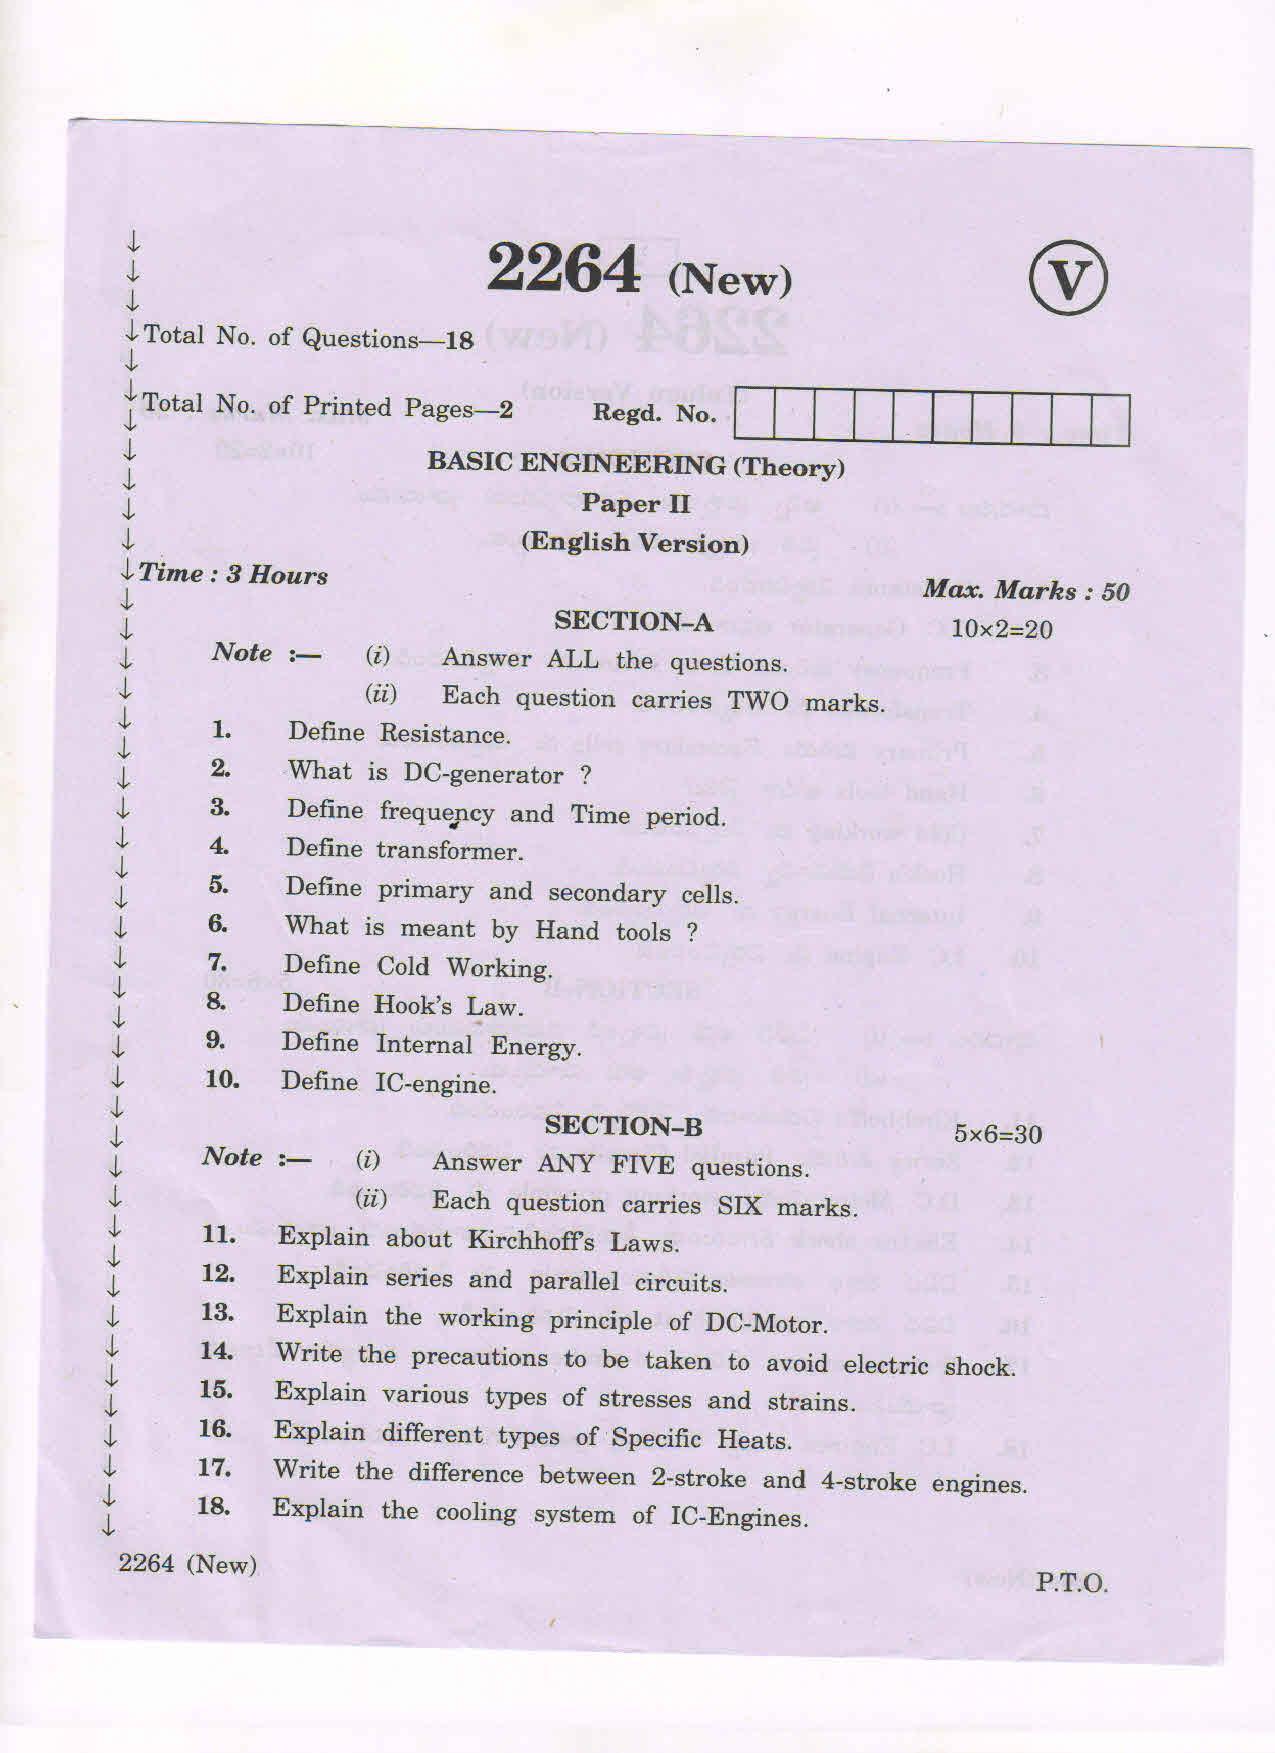 2264 (New)
V
Total No. of Questions—18
Total No. of Printed Pages—2 Regd. No.
BASIC ENGINEERING (Theory)
Paper II
(English Version)
Time : 3 Hours Max. Marks : 50
SECTION–A 10×2=20
Note :— (i) Answer ALL the questions.
(ii) Each question carries TWO marks.
1. Define Resistance.
2. What is DC-generator ?
3. Define frequency and Time period.
4. Define transformer.
5. Define primary and secondary cells.
6. What is meant by Hand tools ?
7. Define Cold Working.
8. Define Hook's Law.
9. Define Internal Energy.
10. Define IC-engine.
SECTION–B 5×6=30
Note :— (i) Answer ANY FIVE questions.
(ii) Each question carries SIX marks.
11. Explain about Kirchhoff's Laws.
12. Explain series and parallel circuits.
13. Explain the working principle of DC-Motor.
14. Write the precautions to be taken to avoid electric shock.
15. Explain various types of stresses and strains.
16. Explain different types of Specific Heats.
17. Write the difference between 2-stroke and 4-stroke engines.
18. Explain the cooling system of IC-Engines.
2264 (New)
P.T.O.